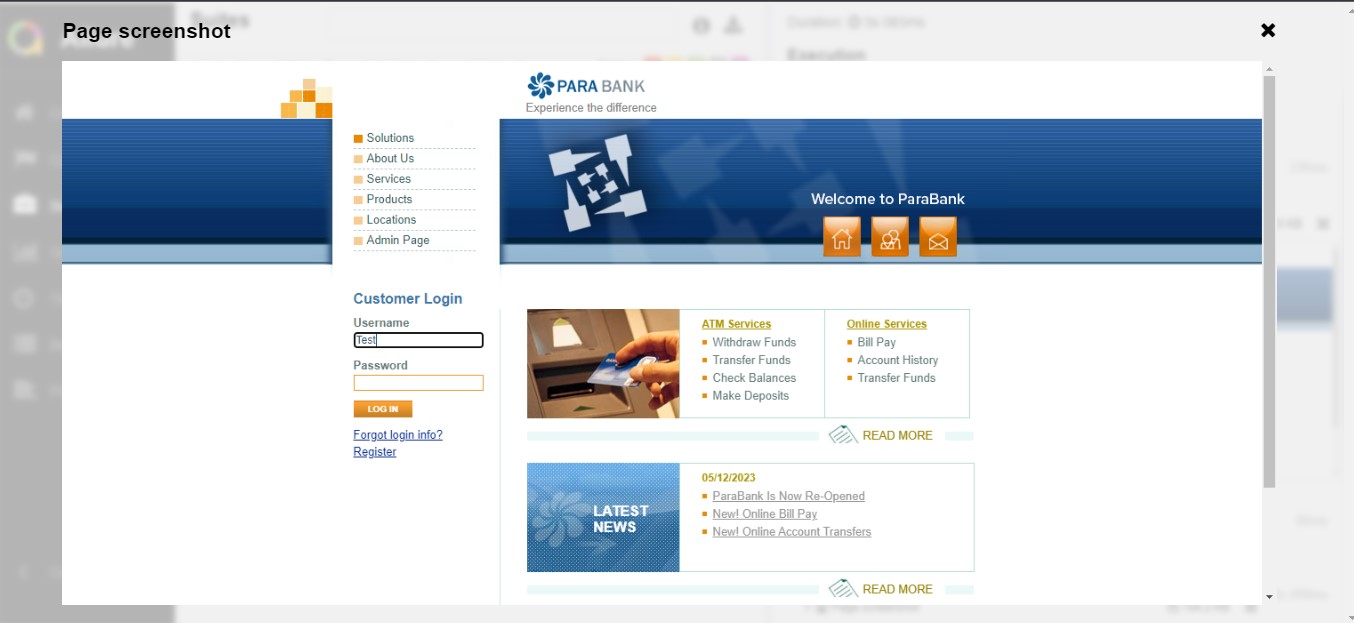 Suites
Page screenshot
Execution
PARA BANK
Experience the difference
Solutions
About Us
Services
Products
Locations
Admin Page
Welcome to ParaBank
Customer Login
Username
Test
Password
LOG IN
Forgot login info?
Register
ATM Services
Withdraw Funds
Transfer Funds
Check Balances
Make Deposits
Online Services
Bill Pay
Account History
Transfer Funds
READ MORE
LATEST
NEWS
05/12/2023
ParaBank Is Now Re-Opened
New! Online Bill Pay
New! Online Account Transfers
READ MORE